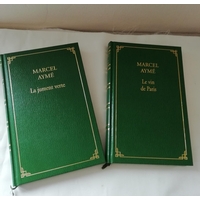 MARCEL
AYMÉ
La jument verte
MARCEL
AYMÉ
Le vin
de Paris